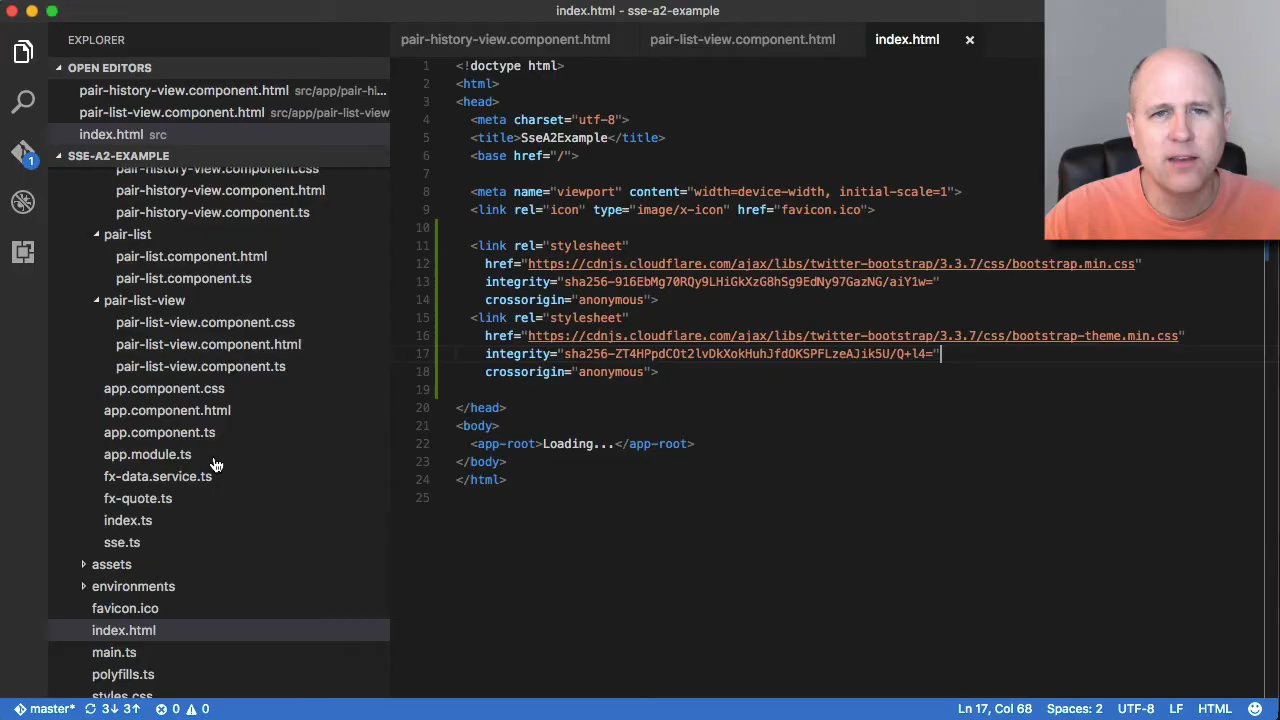 index.html - sse-a2-example
EXPLORER
OPEN EDITORS
pair-history-view.component.html src/app/pair-hi...
pair-list-view.component.html src/app/pair-list-view
index.html src
SSE-A2-EXAMPLE
pair-history-view.component.css
pair-history-view.component.html
pair-history-view.component.ts
pair-list
pair-list.component.html
pair-list.component.ts
pair-list-view
pair-list-view.component.css
pair-list-view.component.html
pair-list-view.component.ts
app.component.css
app.component.html
app.component.ts
app.module.ts
fx-data.service.ts
fx-quote.ts
index.ts
sse.ts
assets
environments
favicon.ico
index.html
main.ts
polyfills.ts
styles.css
1
pair-history-view.component.html pair-list-view.component.html index.html
1 <!doctype html>
2 <html>
3 <head>
4 <meta charset="utf-8">
5 <title>SseA2Example</title>
6 <base href="/">
7
8 <meta name="viewport" content="width=device-width, initial-scale=1">
9 <link rel="icon" type="image/x-icon" href="favicon.ico">
10
11 <link rel="stylesheet"
12 href="https://cdnjs.cloudflare.com/ajax/libs/twitter-bootstrap/3.3.7/css/bootstrap.min.css"
13 integrity="sha256-916EbMg70RQy9LHiGkXzG8hSg9EdNy97GazNG/aiY1w="
14 crossorigin="anonymous">
15 <link rel="stylesheet"
16 href="https://cdnjs.cloudflare.com/ajax/libs/twitter-bootstrap/3.3.7/css/bootstrap-theme.min.css"
17 integrity="sha256-ZT4HPpdCOt2lvDkXokHuhJfdOKSPFLzeAJik5U/Q+l4="
18 crossorigin="anonymous">
19
20 </head>
21 <body>
22 <app-root>Loading...</app-root>
23 </body>
24 </html>
25
master* 3↓ 3↑ 0 0 Ln 17, Col 68 Spaces: 2 UTF-8 LF HTML